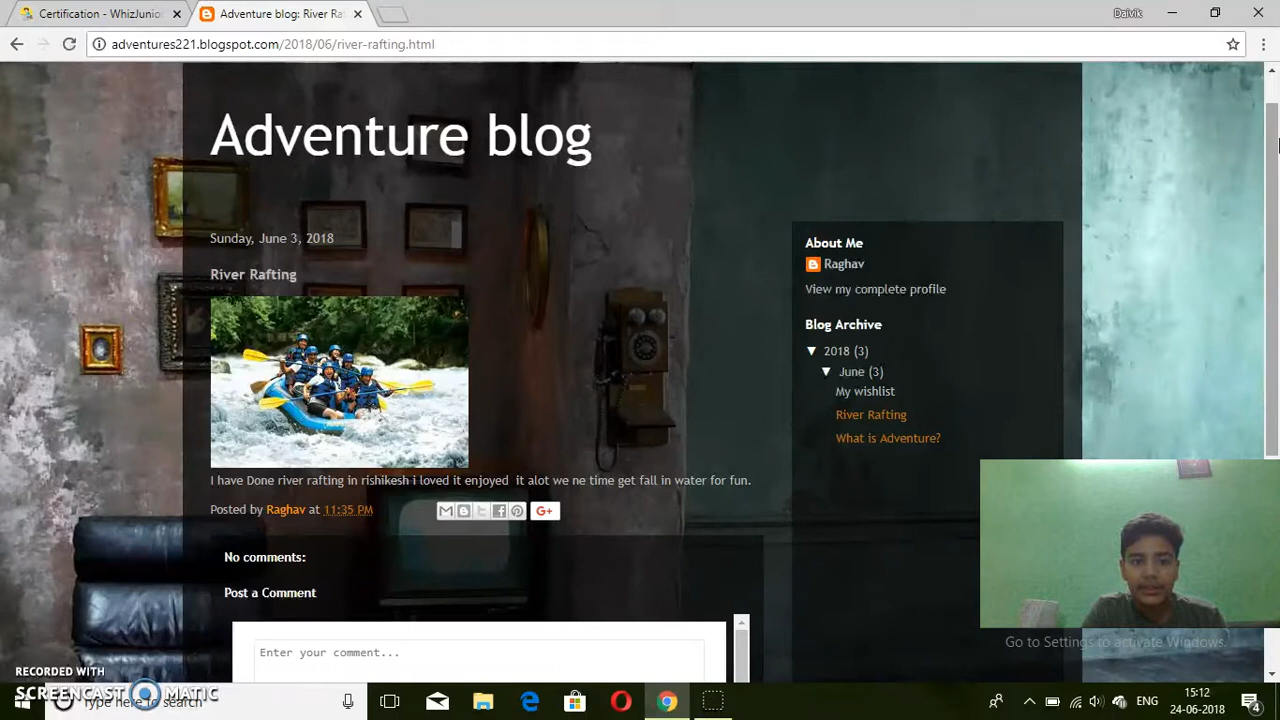 Certification - WhizJunior
Adventure blog: River Ra
Daivik
adventures221.blogspot.com/2018/06/river-rafting.html
Adventure blog
Sunday, June 3, 2018
River Rafting
I have Done river rafting in rishikesh i loved it enjoyed it alot we ne time get fall in water for fun.
Posted by Raghav at 11:35 PM
G+
No comments:
Post a Comment
Enter your comment...
About Me
Raghav
View my complete profile
Blog Archive
▼ 2018 (3)
▼ June (3)
My wishlist
River Rafting
What is Adventure?
Go to Settings to activate Windows.
RECORDED WITH
SCREENCAST MATIC
Type here to search
ENG
15:12
24-06-2018
4